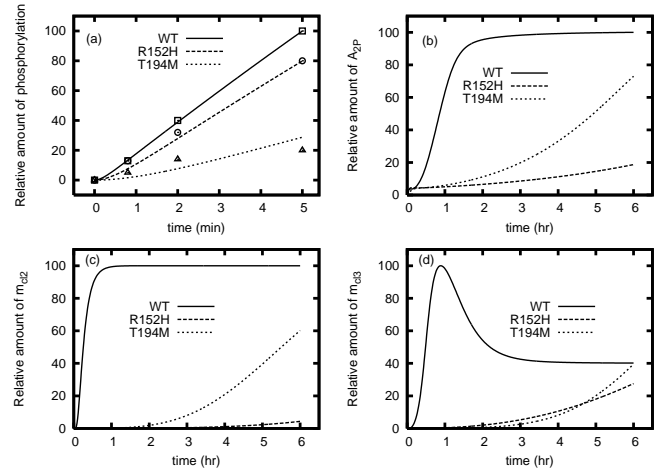 Relative amount of phosphorylation
100
80
60
40
20
0
(a)
WT
R152H
T194M
0
1
2
3
4
5
time (min)
Relative amount of A2P
100
80
60
40
20
0
(b)
WT
R152H
T194M
0
1
2
3
4
5
6
time (hr)
Relative amount of mcl2
100
80
60
40
20
0
(c)
WT
R152H
T194M
0
1
2
3
4
5
6
time (hr)
Relative amount of mcl3
100
80
60
40
20
0
(d)
WT
R152H
T194M
0
1
2
3
4
5
6
time (hr)